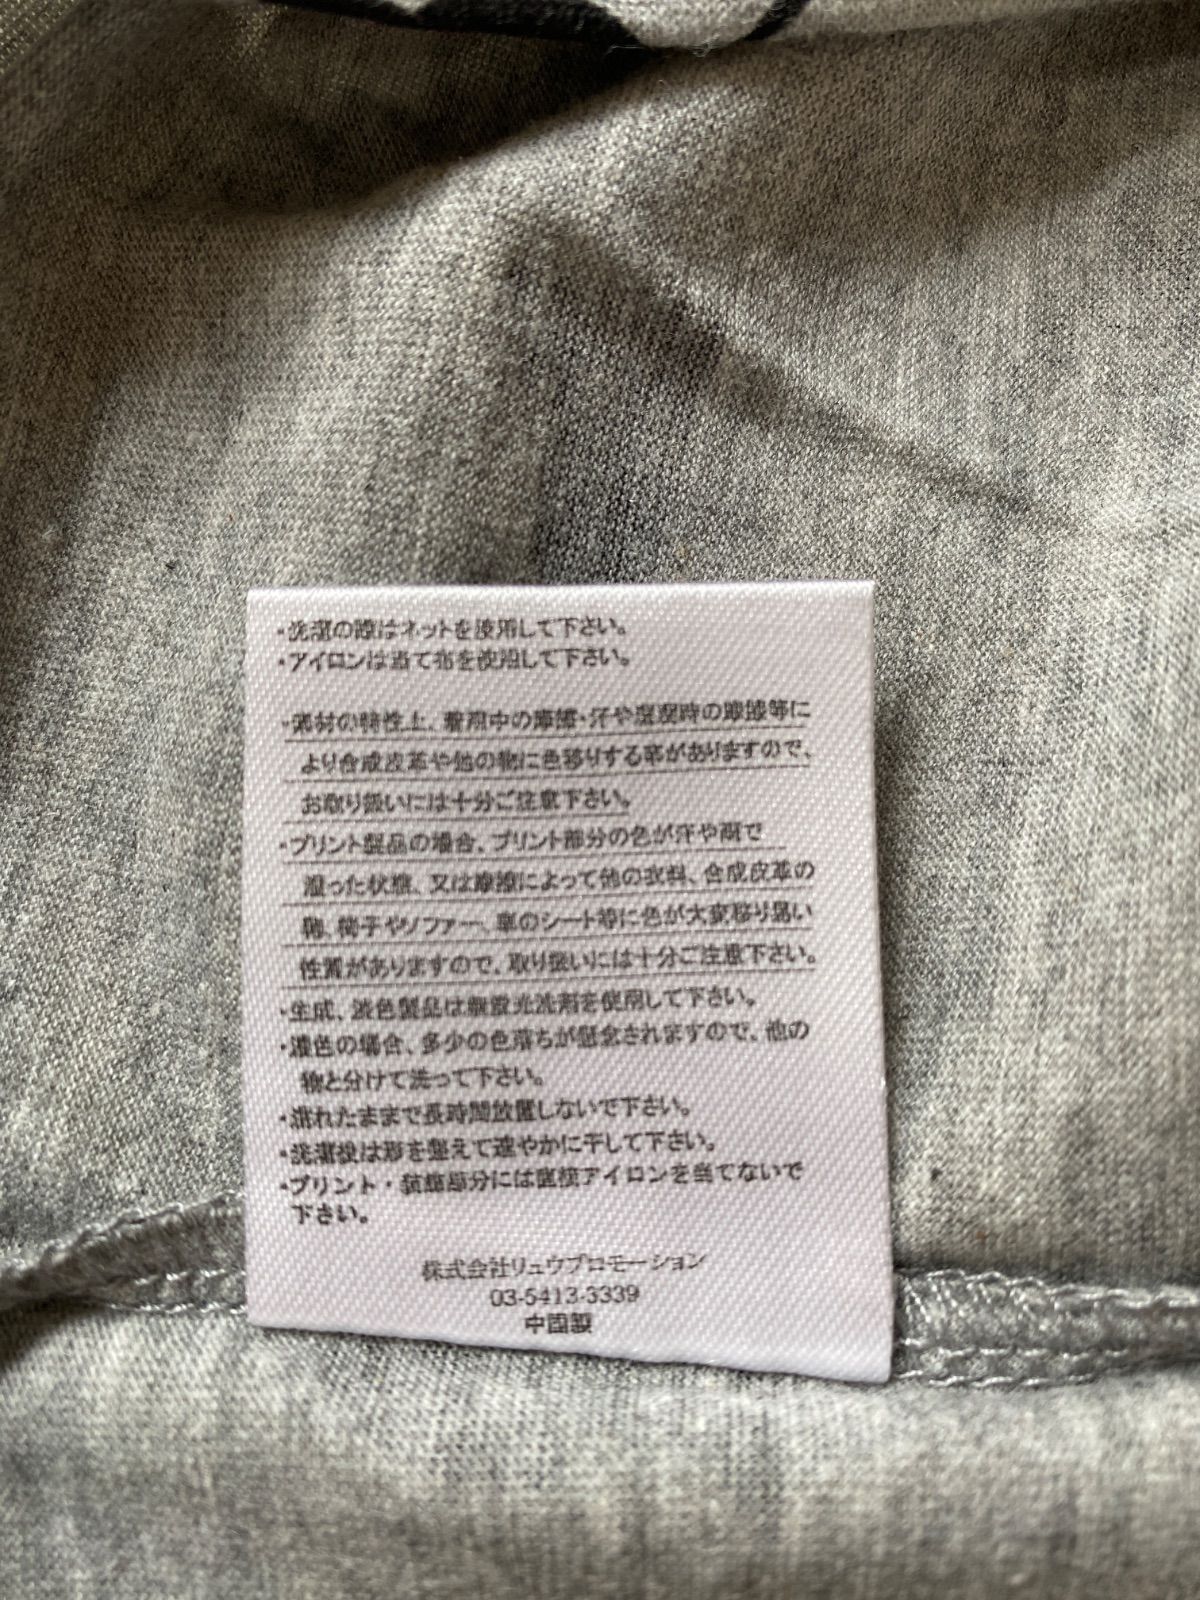 ・洗濯の際はネットを使用して下さい。
・アイロンは当て布を使用して下さい。
・素材の特性上、着用中の摩擦・汗や湿潤時の摩擦等に
より合成皮革や他の物に色移りする事がありますので、
お取り扱いには十分ご注意下さい。
・プリント製品の場合、プリント部分の色が汗や雨で
湿った状態、又は摩擦によって他の衣料、合成皮革の
鞄、椅子やソファー、車のシート等に色が大変移り易い
性質がありますので、取り扱いには十分ご注意下さい。
・生成、淡色製品は無蛍光洗剤を使用して下さい。
・濃色の場合、多少の色落ちが懸念されますので、他の
物と分けて洗って下さい。
・濡れたままで長時間放置しないで下さい。
・洗濯後は形を整えて速やかに干して下さい。
・プリント・装飾部分には直接アイロンを当てないで
下さい。
株式会社リュウプロモーション
03-5413-3339
中国製